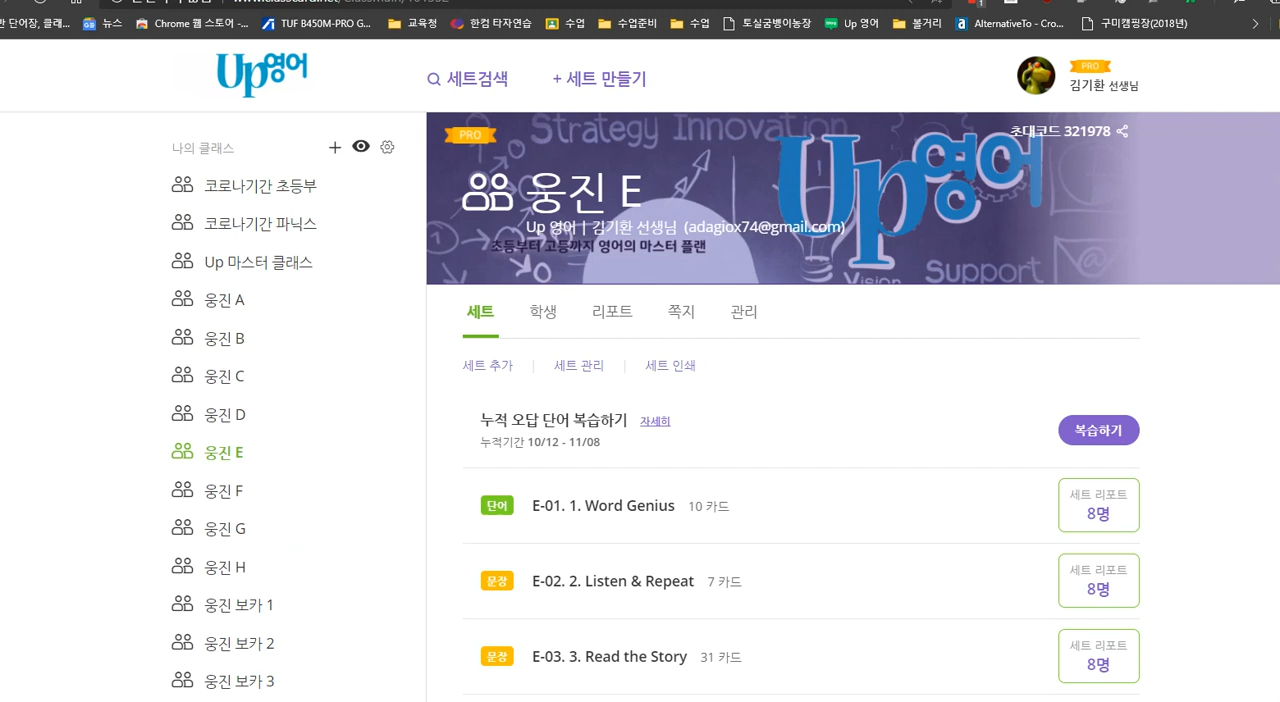 단어장, 클래...
뉴스
Chrome 웹 스토어 -...
TUF B450M-PRO G...
교육청
한컴 타자연습
수업
수업준비
수업
토실굼벵이농장
Up 영어
볼거리
AlternativeTo - Cro...
구미캠핑장(2018년)
Up영어
세트검색
+ 세트 만들기
PRO
김기환 선생님
나의 클래스
코로나기간 초등부
코로나기간 파닉스
Up 마스터 클래스
웅진 A
웅진 B
웅진 C
웅진 D
웅진 E
웅진 F
웅진 G
웅진 H
웅진 보카 1
웅진 보카 2
웅진 보카 3
PRO
Strategy Innovation
초대코드 321978
Up영어
웅진 E
Up 영어 | 김기환 선생님 (adagiox74@gmail.com)
초등부터 고등까지 영어의 마스터 플랜
Vision
Support
세트 학생 리포트 쪽지 관리
세트 추가 | 세트 관리 | 세트 인쇄
누적 오답 단어 복습하기 자세히
누적기간 10/12 - 11/08
복습하기
단어 E-01. 1. Word Genius 10 카드
세트 리포트
8명
문장 E-02. 2. Listen & Repeat 7 카드
세트 리포트
8명
문장 E-03. 3. Read the Story 31 카드
세트 리포트
8명